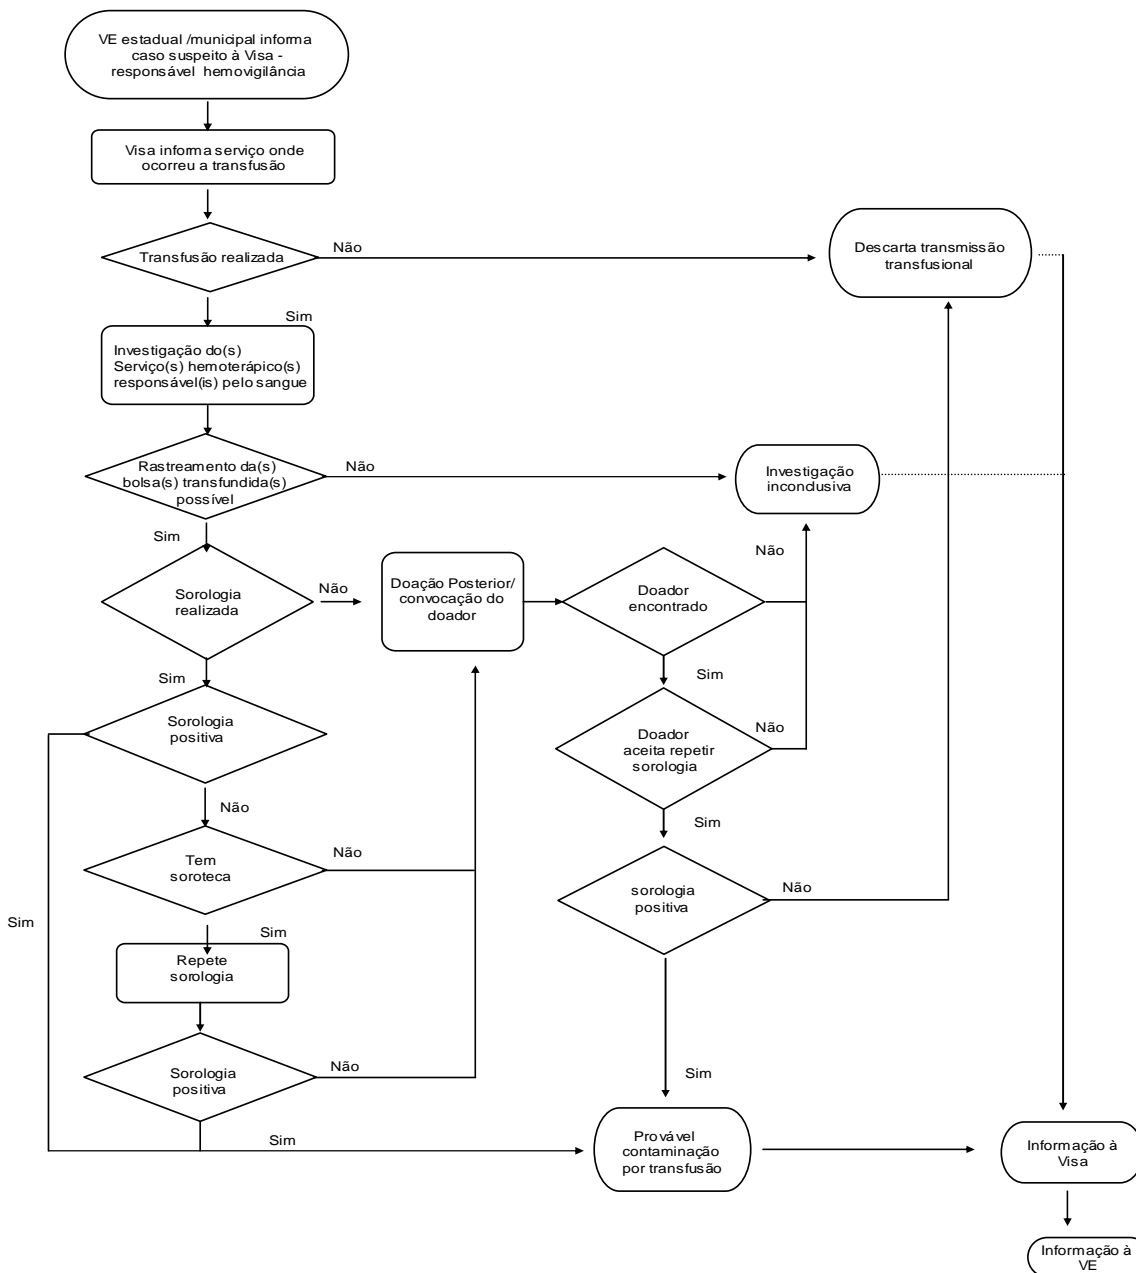 VE estadual /municipal informa
caso suspeito à Visa -
responsável hemovigilância
Visa informa serviço onde
ocorreu a transfusão
Transfusão realizada
Não
Descarta transmissão
transfusional
Sim
Investigação do(s)
Serviço(s) hemoterápico(s)
responsável(is) pelo sangue
Rastreamento da(s)
bolsa(s) transfundida(s)
possível
Não
Investigação
inconclusiva
Sim
Sorologia
realizada
Não
Doação Posterior/
convocação do
doador
Doador
encontrado
Não
Sim
Sim
Sorologia
positiva
Doador
aceita repetir
sorologia
Não
Não
Sim
Tem
soroteca
Não
sorologia
positiva
Não
Sim
Sim
Repete
sorologia
Sorologia
positiva
Não
Sim
Sim
Provável
contaminação
por transfusão
Informação à
Visa
Informação à
VE